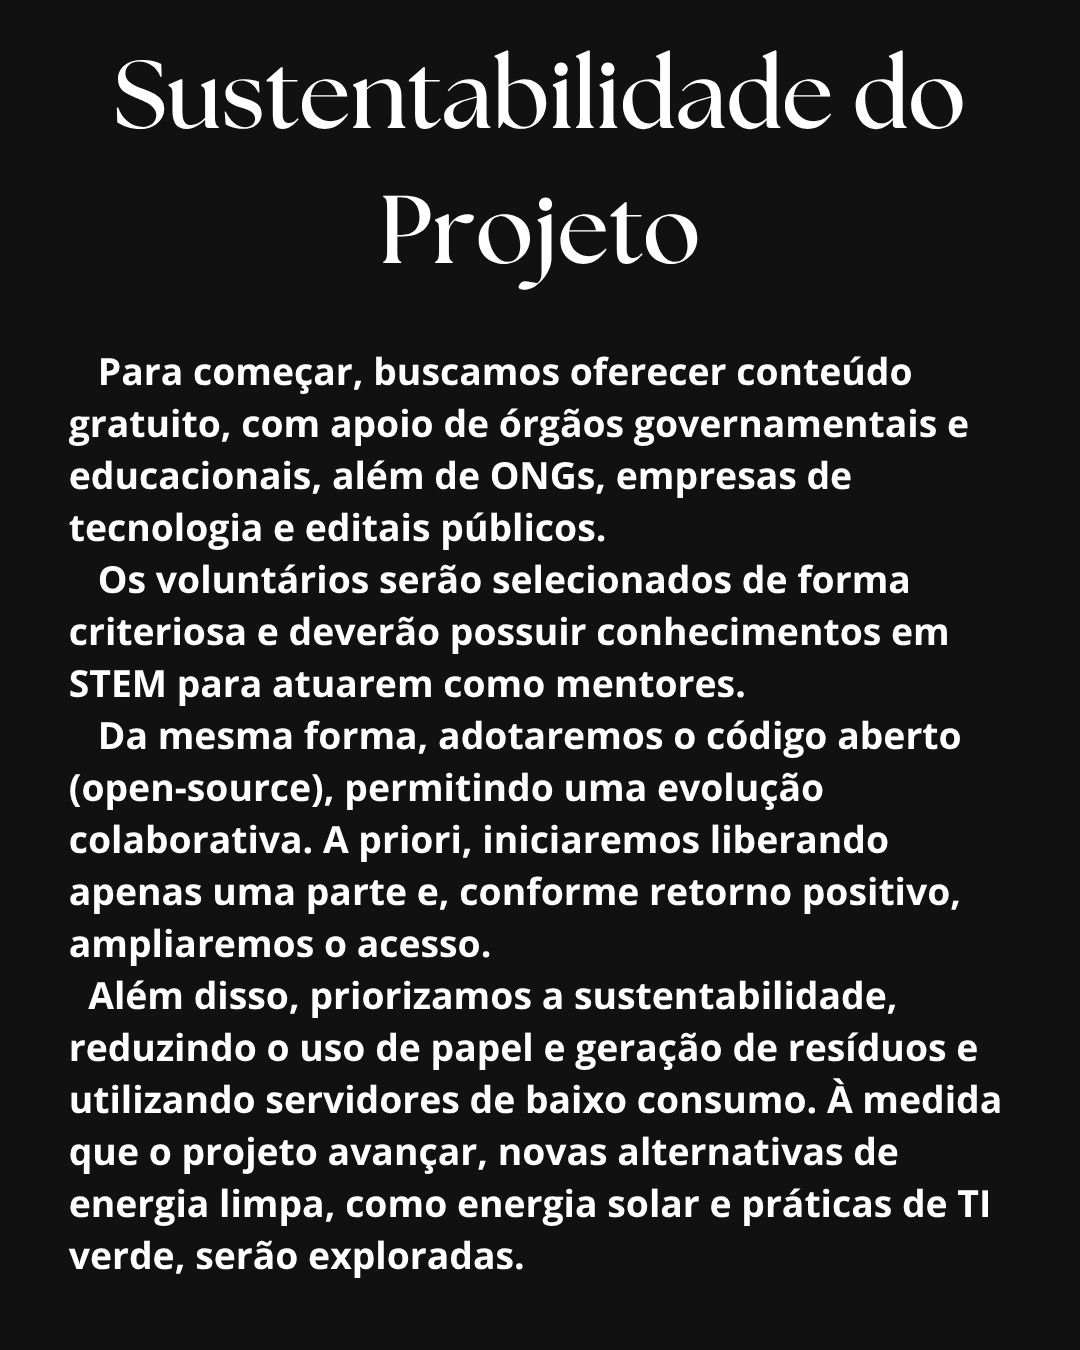 Sustentabilidade do
Projeto
Para começar, buscamos oferecer conteúdo
gratuito, com apoio de órgãos governamentais e
educacionais, além de ONGs, empresas de
tecnologia e editais públicos.
Os voluntários serão selecionados de forma
criteriosa e deverão possuir conhecimentos em
STEM para atuarem como mentores.
Da mesma forma, adotaremos o código aberto
(open-source), permitindo uma evolução
colaborativa. A priori, iniciaremos liberando
apenas uma parte e, conforme retorno positivo,
ampliaremos o acesso.
Além disso, priorizamos a sustentabilidade,
reduzindo o uso de papel e geração de resíduos e
utilizando servidores de baixo consumo. À medida
que o projeto avançar, novas alternativas de
energia limpa, como energia solar e práticas de TI
verde, serão exploradas.